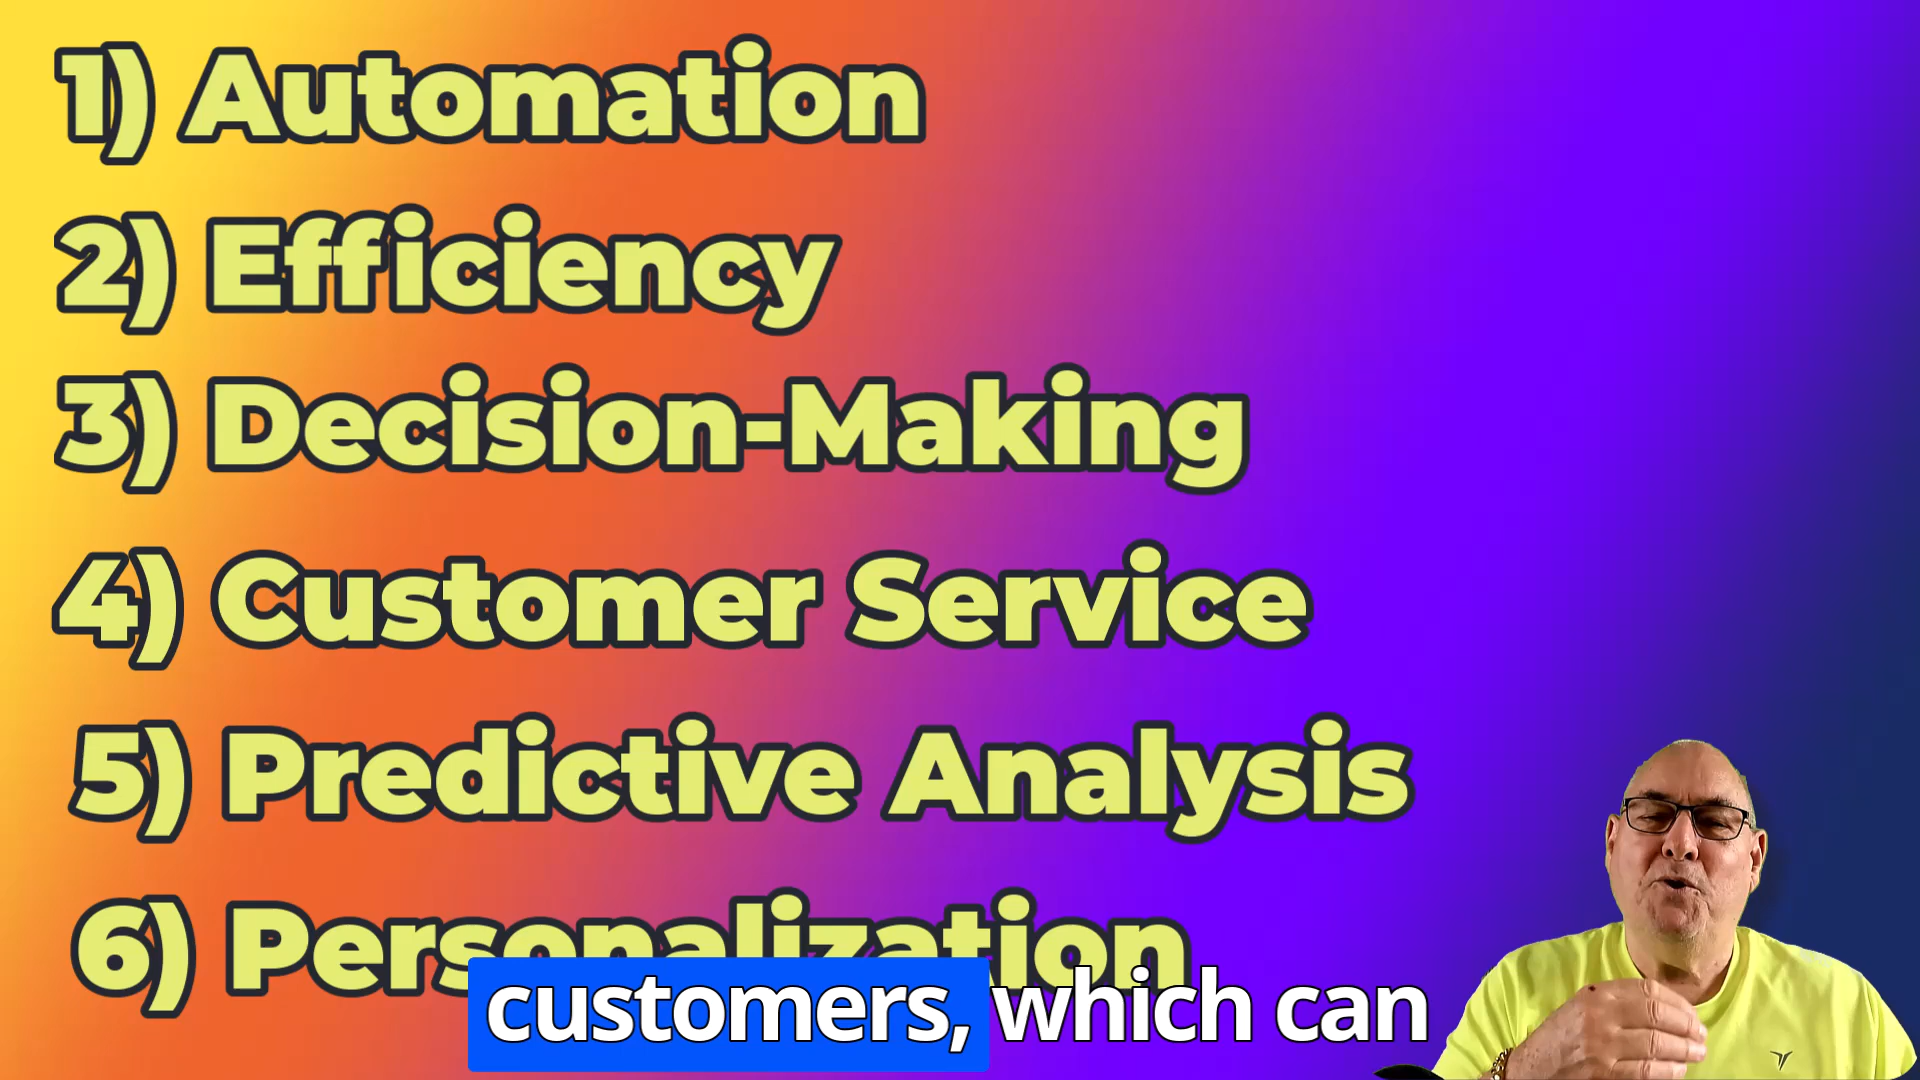 1) Automation
2) Efficiency
3) Decision-Making
4) Customer Service
5) Predictive Analysis
6) Personalization
customers, which can